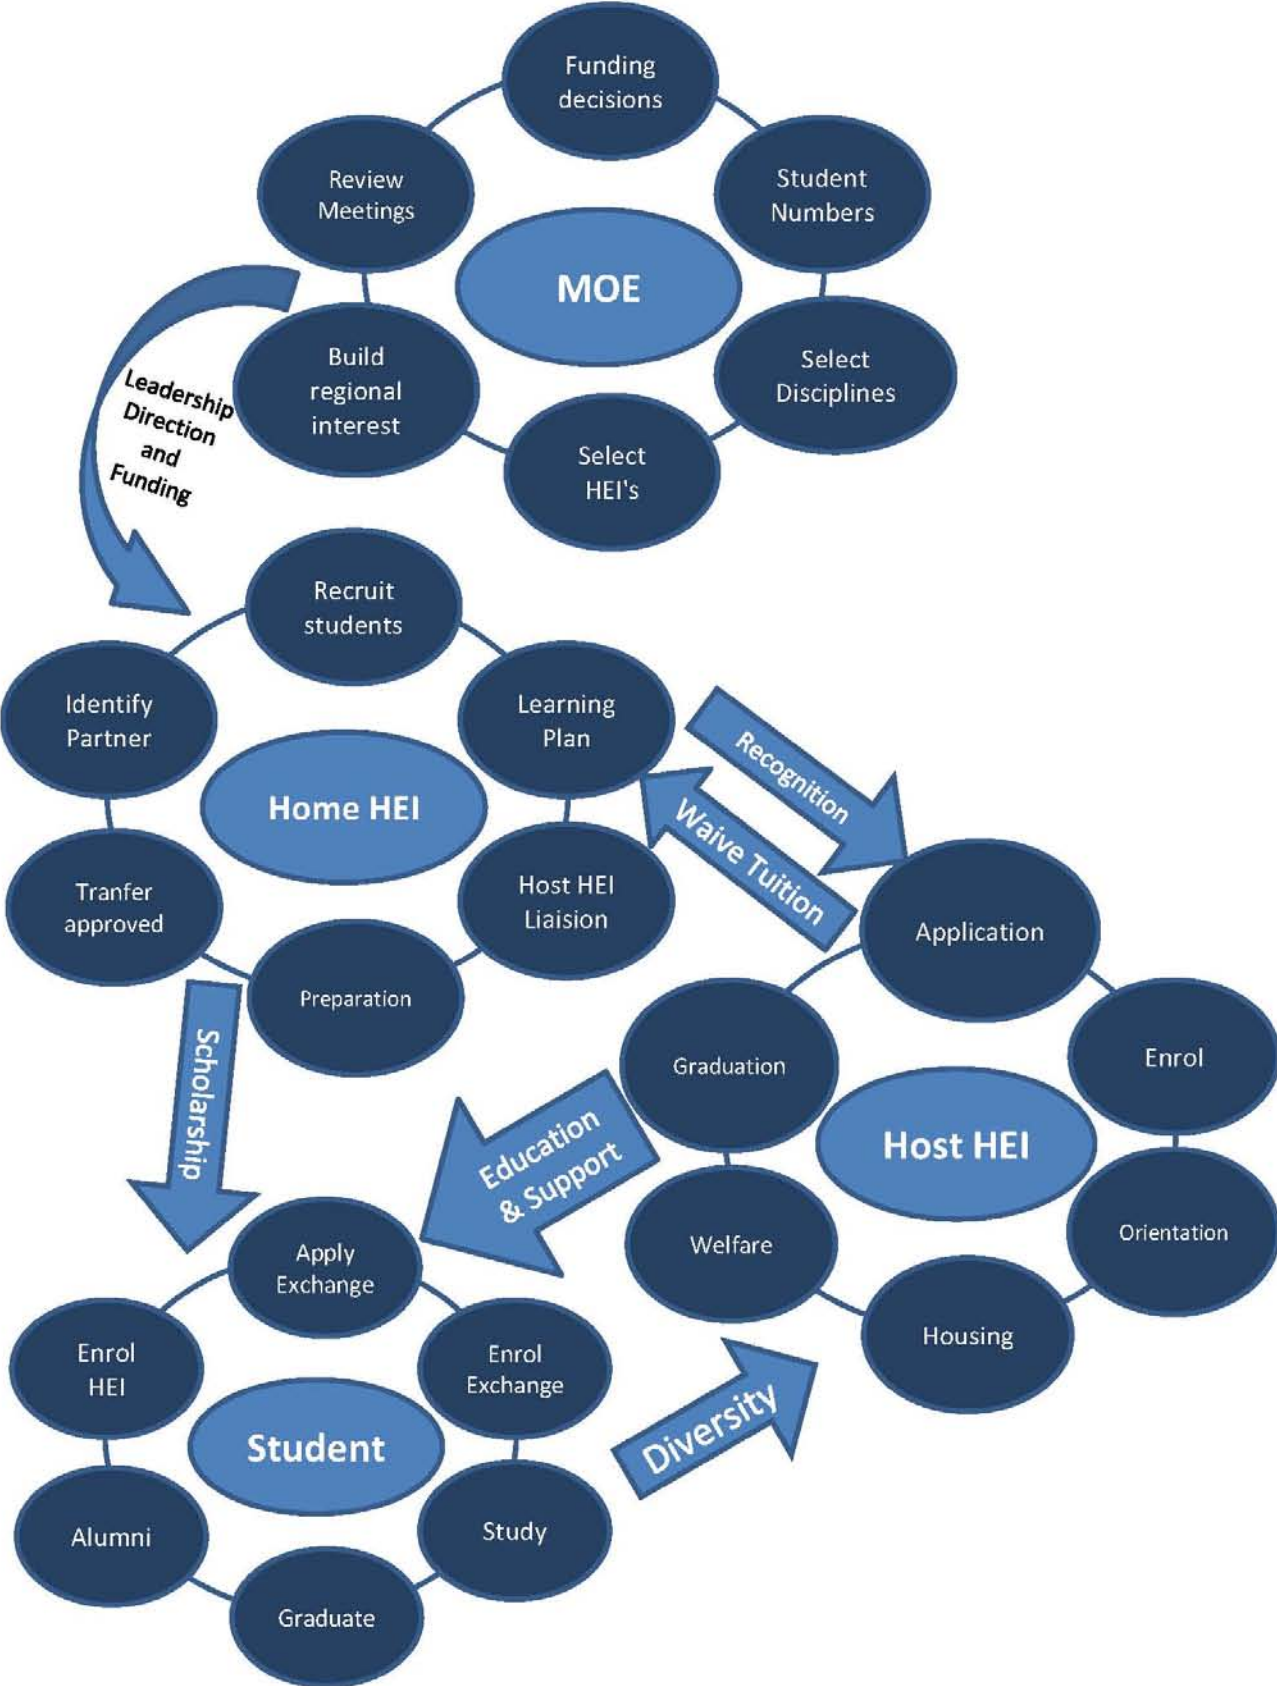 Funding
decisions
Review
Meetings
Student
Numbers
MOE
Build
regional
interest
Select
Disciplines
Select
HEI's
Leadership
Direction
and
Funding
Recruit
students
Identify
Partner
Learning
Plan
Home HEI
Tranfer
approved
Host HEI
Liaision
Preparation
Recognition
Waive Tuition
Application
Graduation
Enrol
Host HEI
Welfare
Orientation
Housing
Scholarship
Education
& Support
Apply
Exchange
Enrol
HEI
Enrol
Exchange
Student
Alumni
Study
Graduate
Diversity